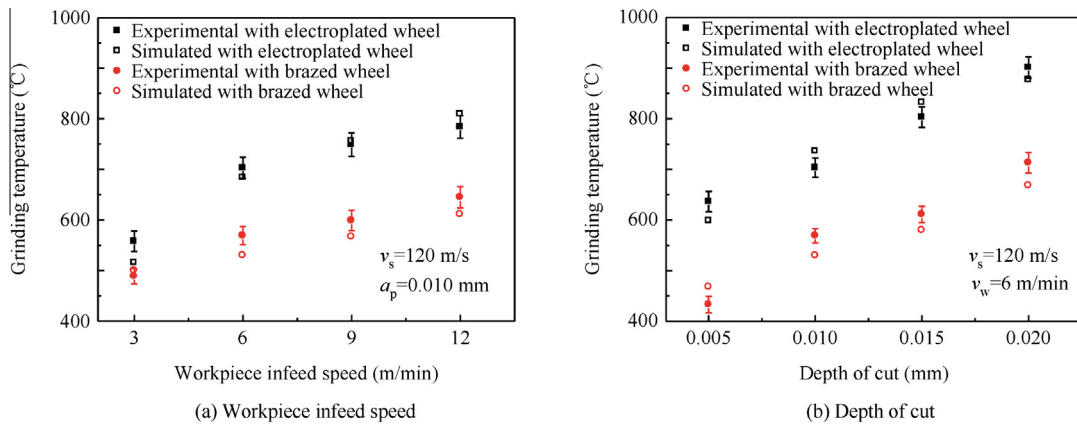 1000
800
600
400
Grinding temperature (℃)
Experimental with electroplated wheel
Simulated with electroplated wheel
Experimental with brazed wheel
Simulated with brazed wheel
vs=120 m/s
ap=0.010 mm
3 6 9 12
Workpiece infeed speed (m/min)
(a) Workpiece infeed speed
1000
800
600
400
Grinding temperature (℃)
Experimental with electroplated wheel
Simulated with electroplated wheel
Experimental with brazed wheel
Simulated with brazed wheel
vs=120 m/s
vw=6 m/min
0.005 0.010 0.015 0.020
Depth of cut (mm)
(b) Depth of cut